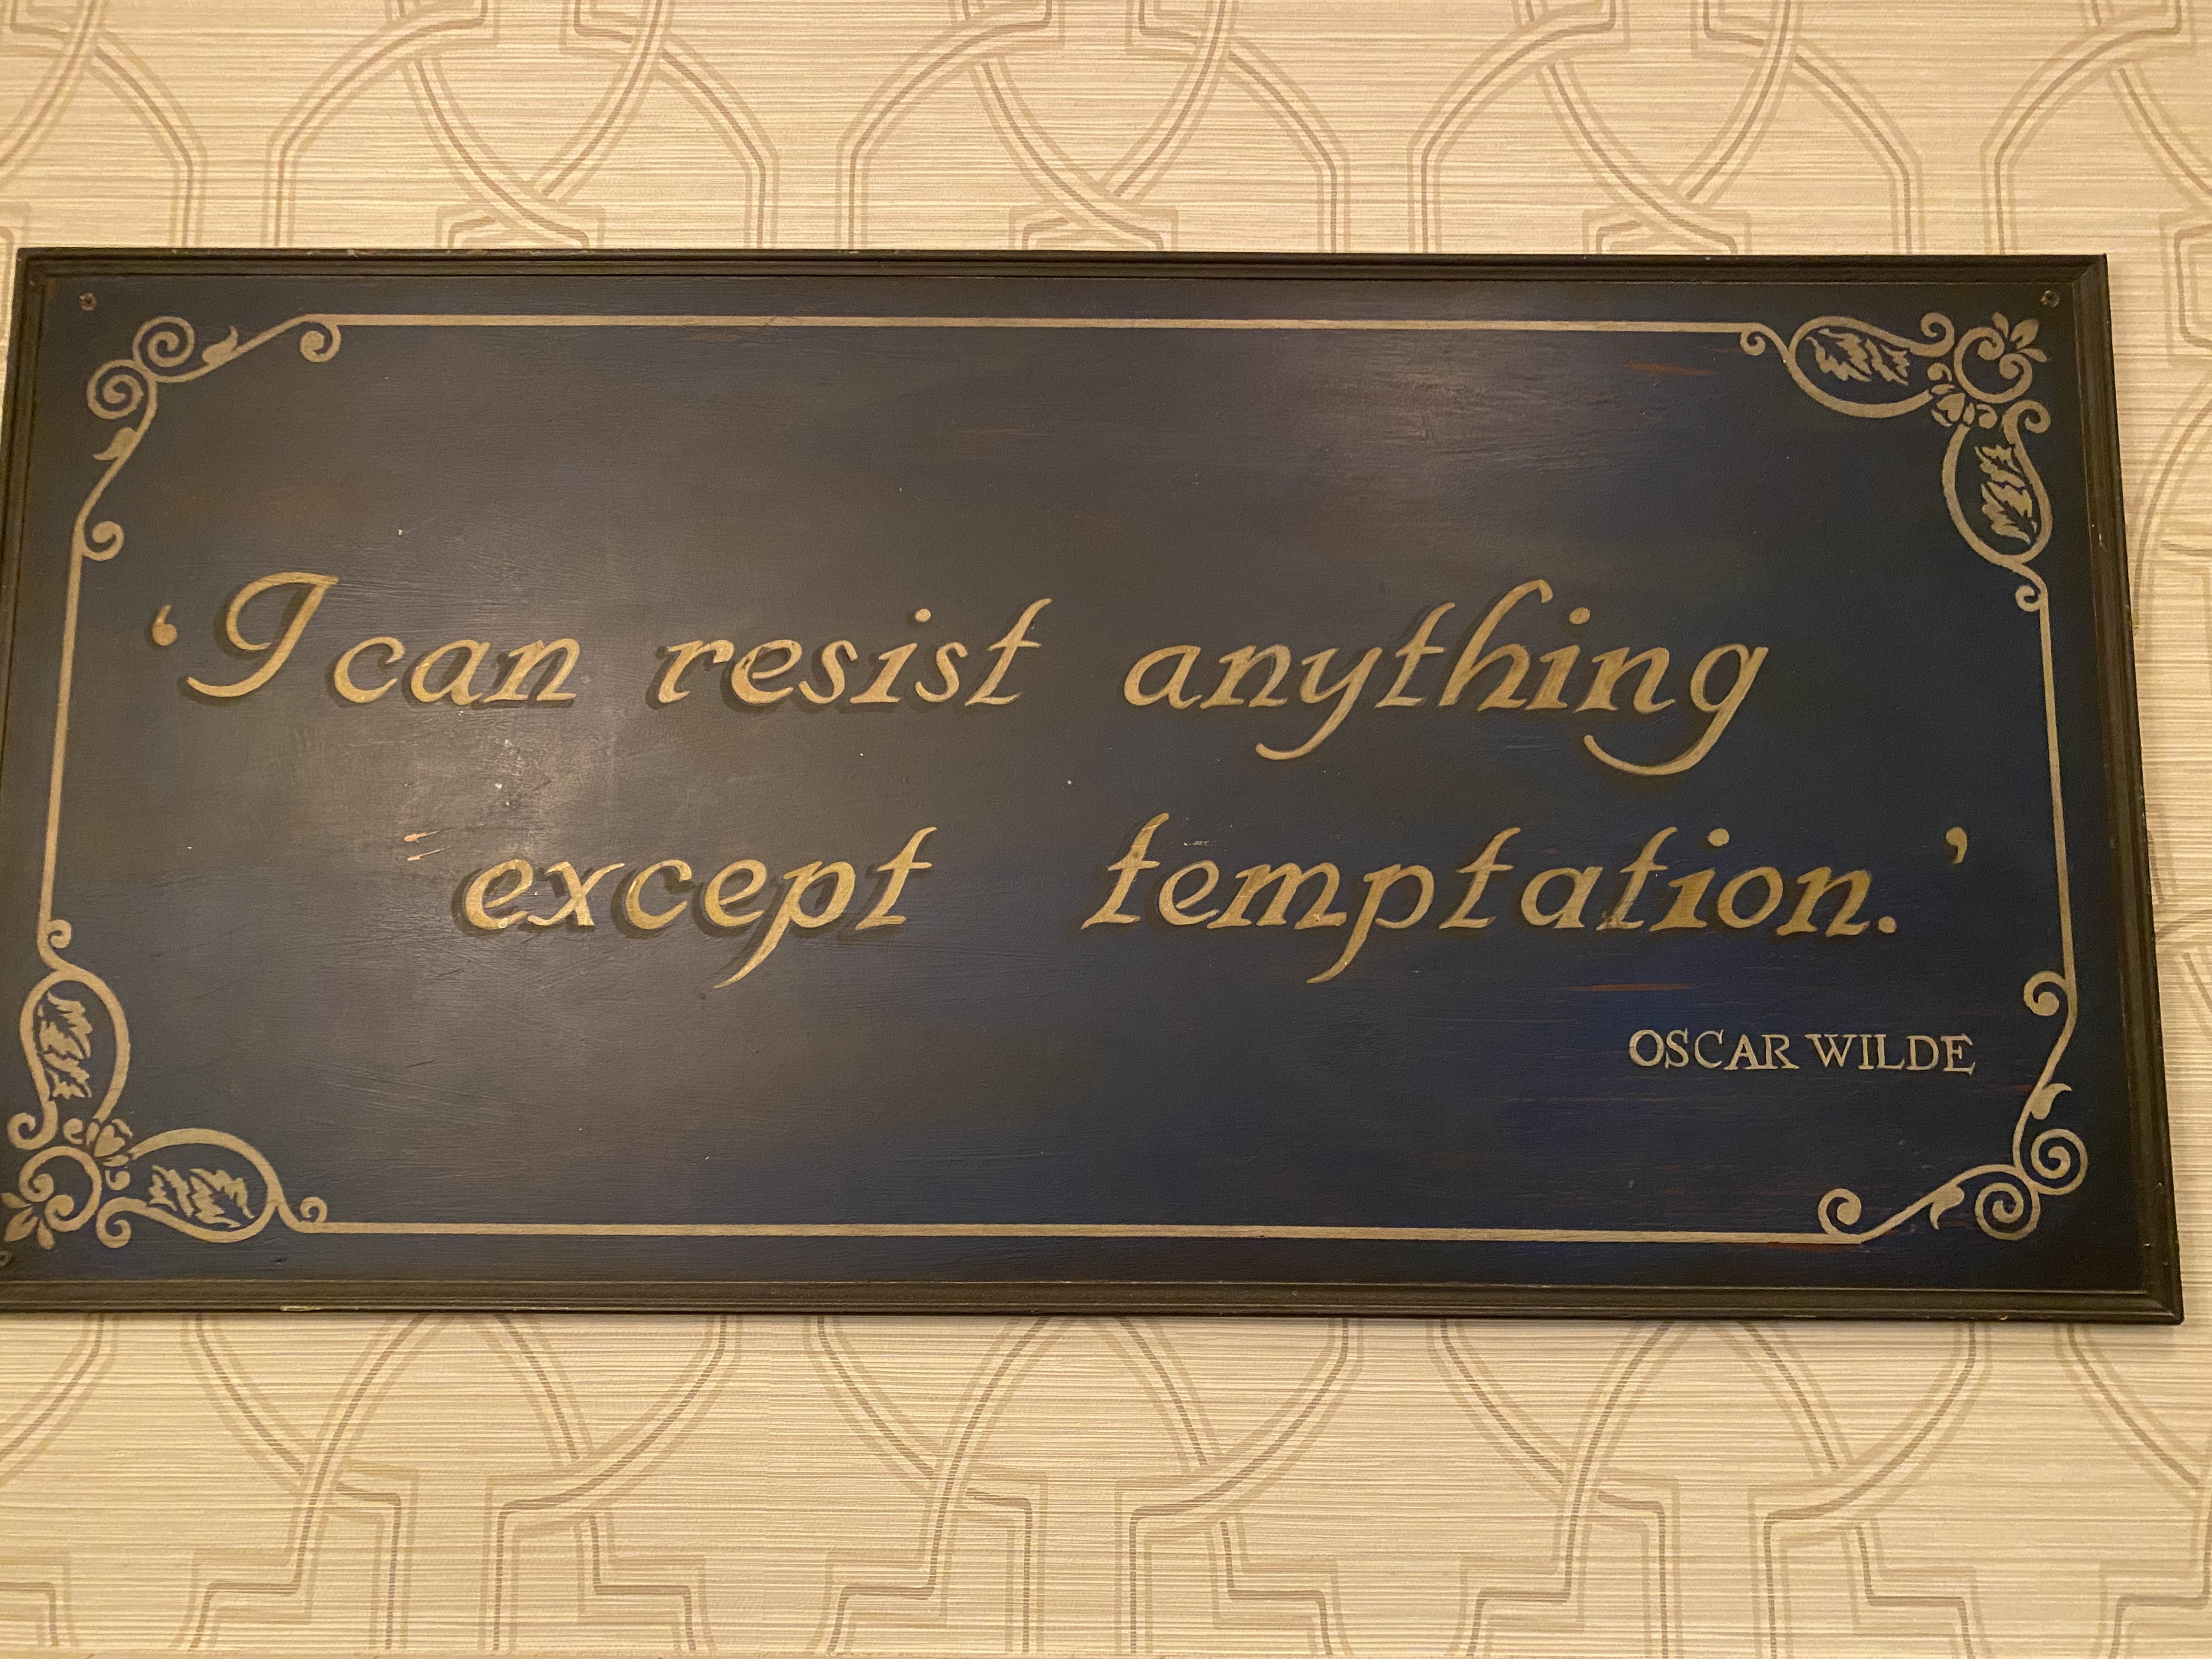 ‘I can resist anything
except temptation.’
OSCAR WILDE